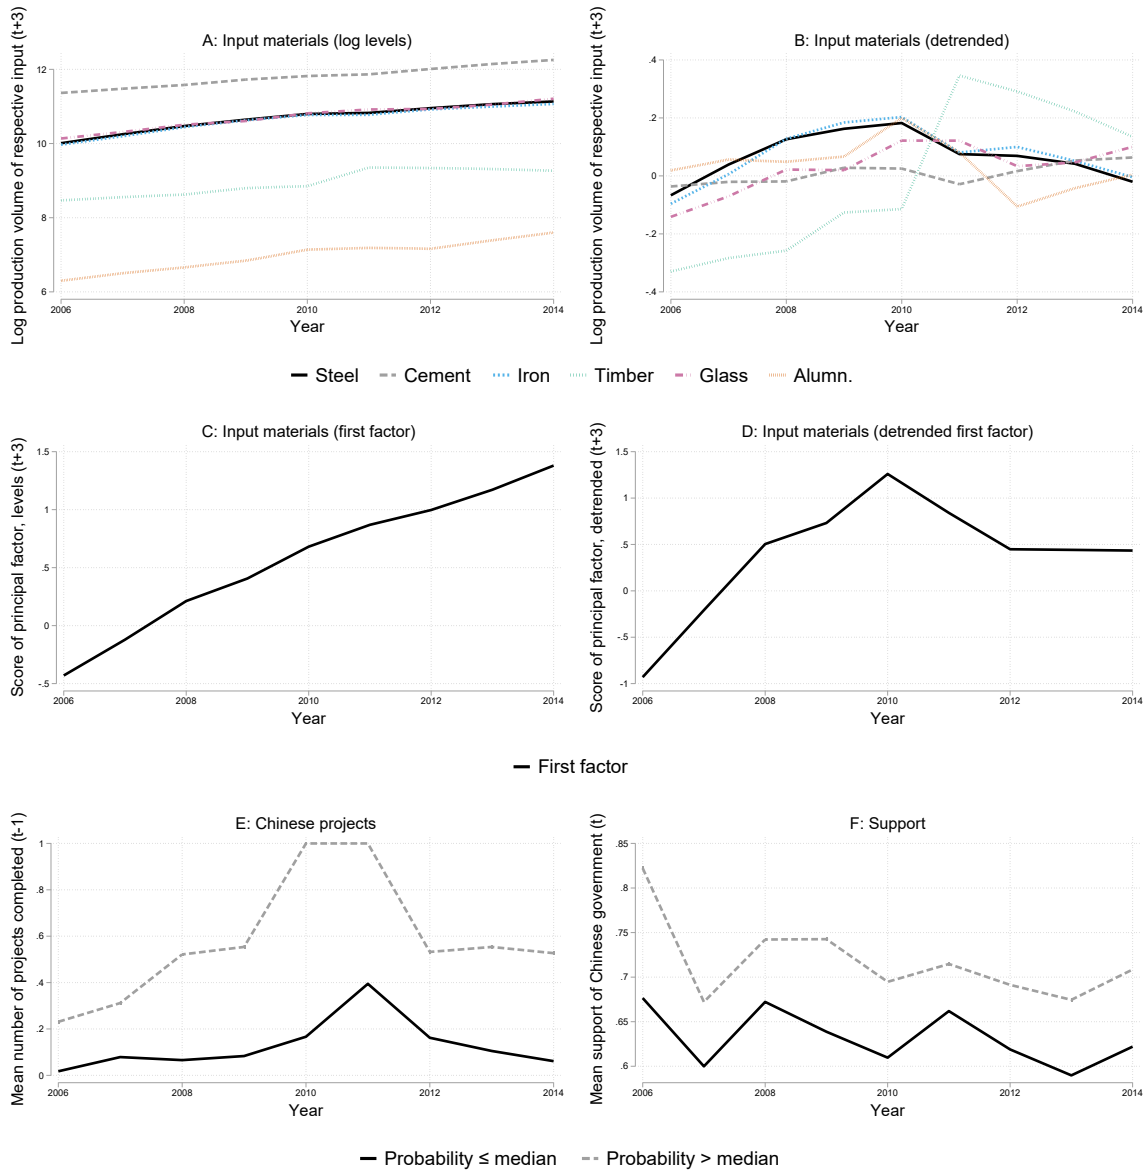 A: Input materials (log levels)
Log production volume of respective input (t+3)
12
10
8
6
2006
2008
2010
2012
2014
Year
B: Input materials (detrended)
Log production volume of respective input (t+3)
.4
.2
0
-.2
-.4
2006
2008
2010
2012
2014
Year
Steel
Cement
Iron
Timber
Glass
Alumn.
C: Input materials (first factor)
Score of principal factor, levels (t+3)
1.5
1
.5
0
-.5
2006
2008
2010
2012
2014
Year
D: Input materials (detrended first factor)
Score of principal factor, detrended (t+3)
1.5
1
.5
0
-.5
-1
2006
2008
2010
2012
2014
Year
First factor
E: Chinese projects
Mean number of projects completed (t-1)
1
.8
.6
.4
.2
0
2006
2008
2010
2012
2014
Year
F: Support
Mean support of Chinese government (t)
.85
.8
.75
.7
.65
.6
2006
2008
2010
2012
2014
Year
Probability ≤ median
Probability > median